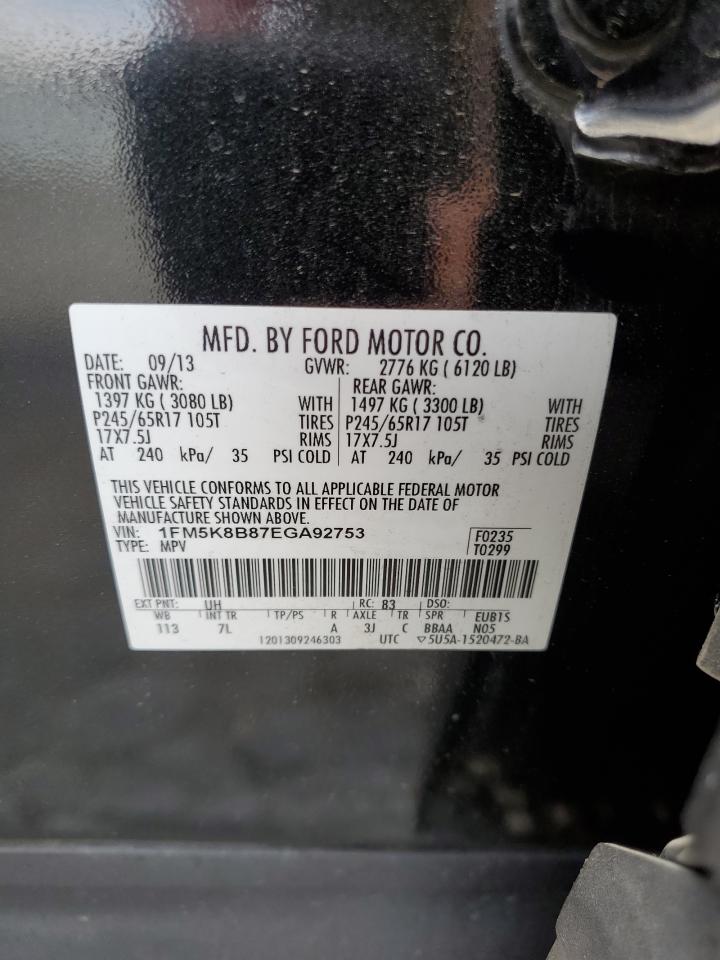 MFD. BY FORD MOTOR CO.
DATE: 09/13 GVWR: 2776 KG ( 6120 LB)
FRONT GAWR: REAR GAWR:
1397 KG ( 3080 LB) WITH 1497 KG ( 3300 LB) WITH
P245/65R17 105T TIRES P245/65R17 105T TIRES
17X7.5J RIMS 17X7.5J RIMS
AT 240 kPa/ 35 PSI COLD AT 240 kPa/ 35 PSI COLD
THIS VEHICLE CONFORMS TO ALL APPLICABLE FEDERAL MOTOR
VEHICLE SAFETY STANDARDS IN EFFECT ON THE DATE OF
MANUFACTURE SHOWN ABOVE.
VIN: 1FM5K8B87EGA92753 F0235
TYPE: MPV T0299
EXT PNT: UH RC: 83 DSO:
WB INT TR TP/PS R AXLE TR SPR EUB1S
113 7L A 3J C BBAA N05
1201309246303 UTC ▽5U5A-1520472-BA